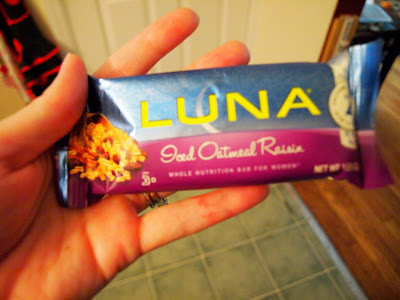 LUNA
Iced Oatmeal Raisin
WHOLE NUTRITION BAR FOR WOMEN
NET WT